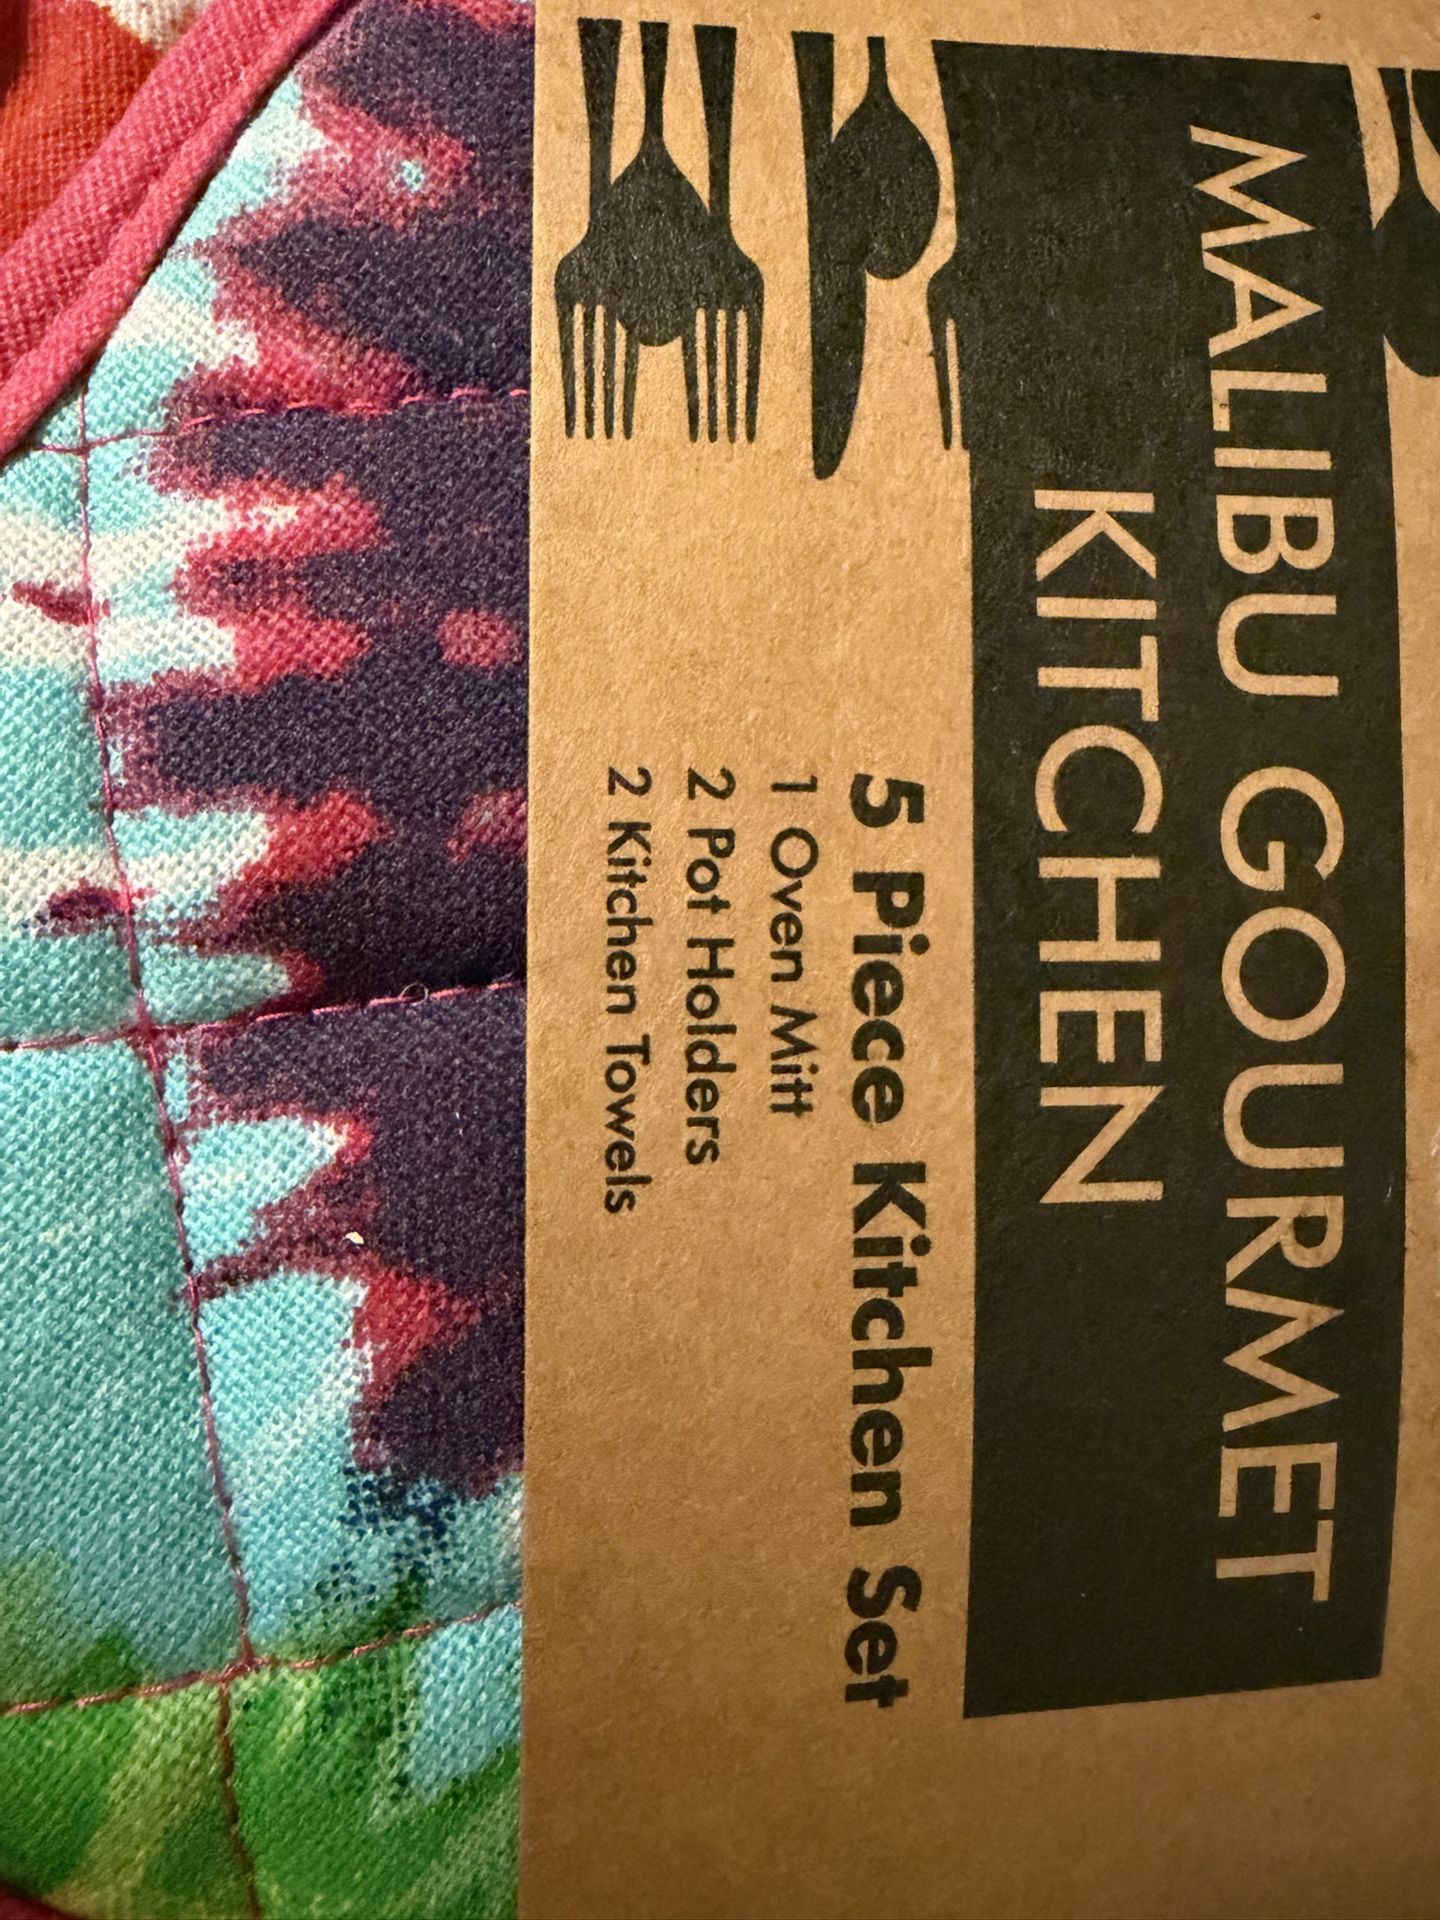 MALIBU GOURMET
KITCHEN
5 Piece Kitchen Set
1 Oven Mitt
2 Pot Holders
2 Kitchen Towels